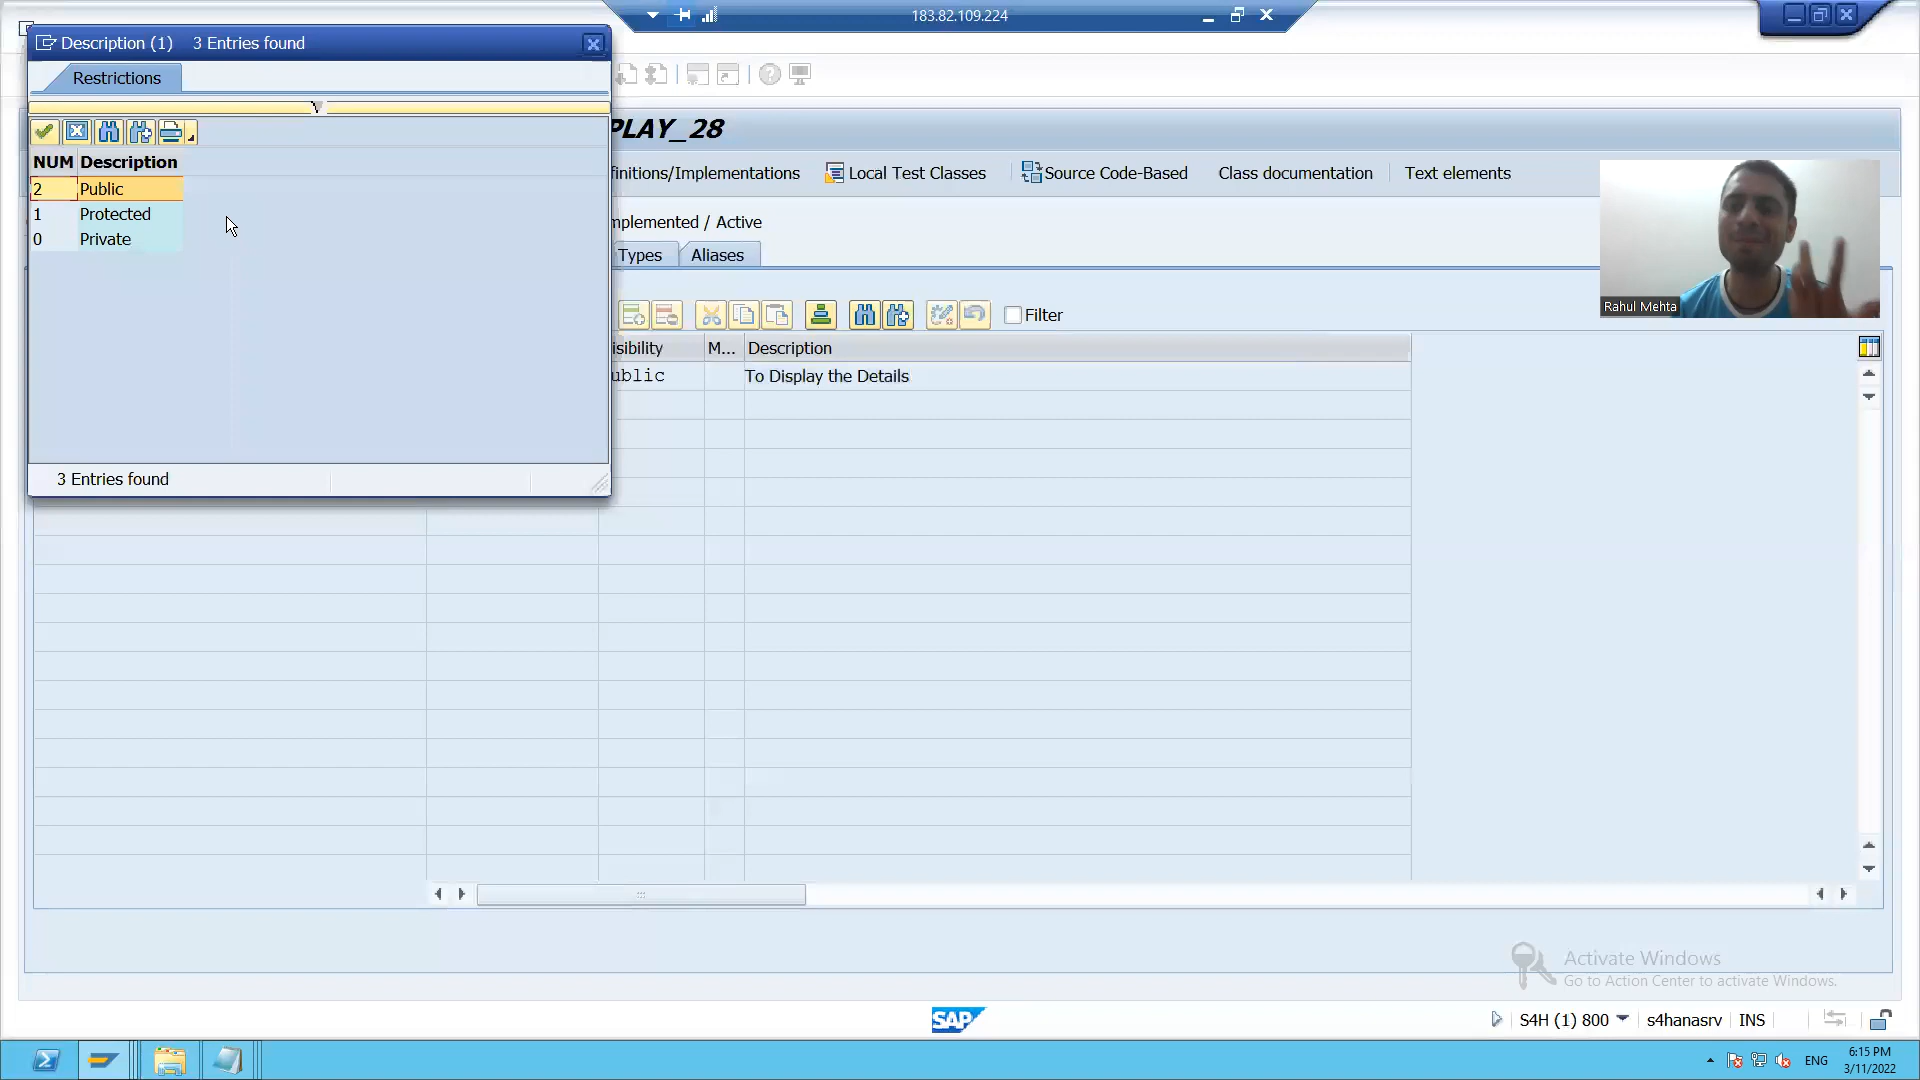 183.82.109.224
Description (1) 3 Entries found
Restrictions
NUM Description
2 Public
1 Protected
0 Private
3 Entries found
PLAY_28
finitions/Implementations Local Test Classes Source Code-Based Class documentation Text elements
mplemented / Active
Types Aliases
Filter
isibility M... Description
ublic To Display the Details
Rahul Mehta
Activate Windows
Go to Action Center to activate Windows.
SAP
S4H (1) 800 s4hanasrv INS
ENG
6:15 PM
3/11/2022